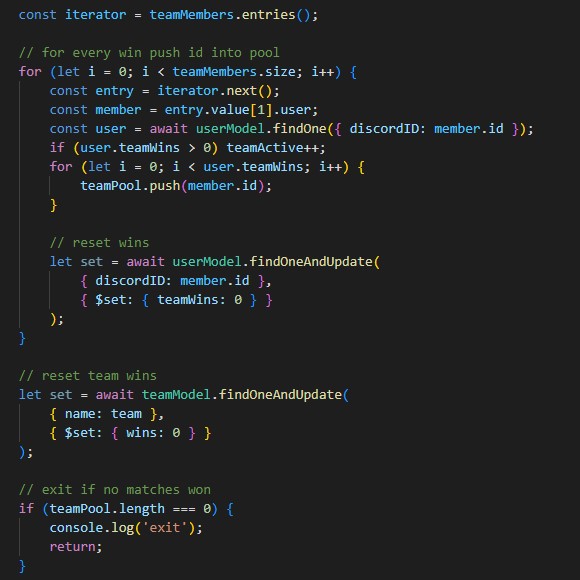 const iterator = teamMembers.entries();
// for every win push id into pool
for (let i = 0; i < teamMembers.size; i++) {
const entry = iterator.next();
const member = entry.value[1].user;
const user = await userModel.findOne({ discordID: member.id });
if (user.teamWins > 0) teamActive++;
for (let i = 0; i < user.teamWins; i++) {
teamPool.push(member.id);
}
// reset wins
let set = await userModel.findOneAndUpdate(
{ discordID: member.id },
{ $set: { teamWins: 0 } }
);
}
// reset team wins
let set = await teamModel.findOneAndUpdate(
{ name: team },
{ $set: { wins: 0 } }
);
// exit if no matches won
if (teamPool.length === 0) {
console.log('exit');
return;
}